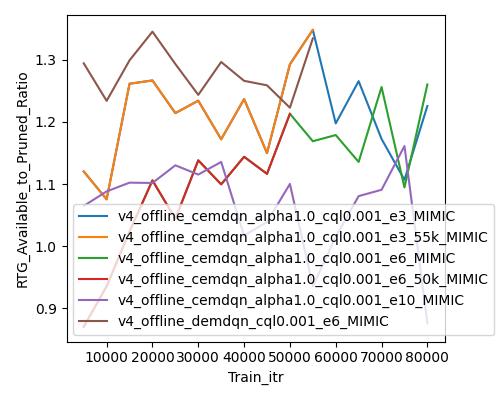 RTG_Available_to_Pruned_Ratio
1.3
1.2
1.1
1.0
0.9
v4_offline_cemdqn_alpha1.0_cql0.001_e3_MIMIC
v4_offline_cemdqn_alpha1.0_cql0.001_e3_55k_MIMIC
v4_offline_cemdqn_alpha1.0_cql0.001_e6_MIMIC
v4_offline_cemdqn_alpha1.0_cql0.001_e6_50k_MIMIC
v4_offline_cemdqn_alpha1.0_cql0.001_e10_MIMIC
v4_offline_demdqn_cql0.001_e6_MIMIC
10000 20000 30000 40000 50000 60000 70000 80000
Train_itr